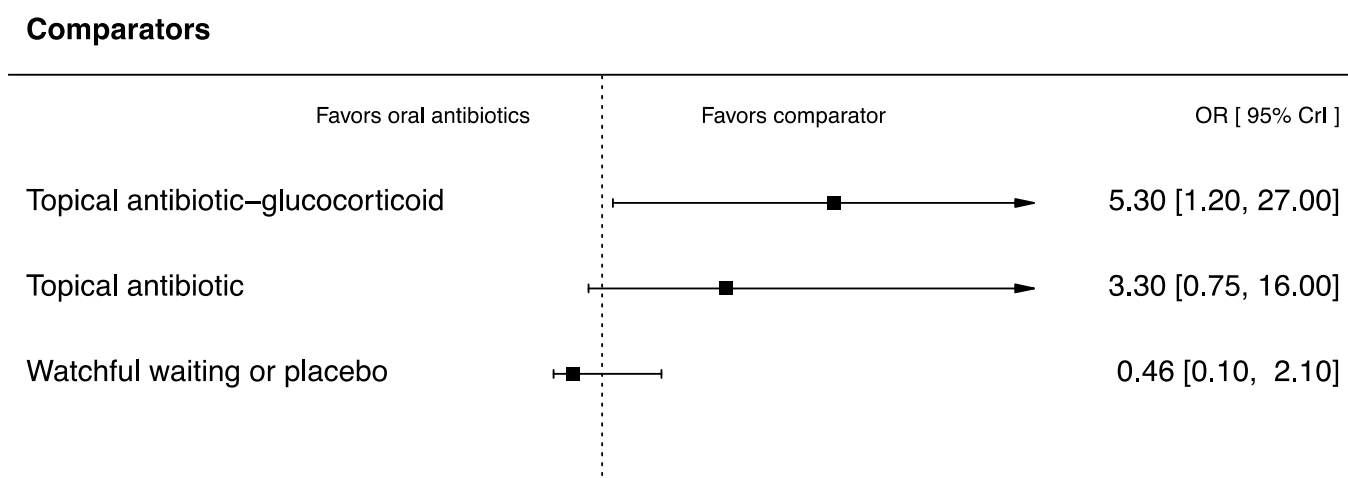 Comparators
Favors oral antibiotics Favors comparator OR [ 95% CrI ]
Topical antibiotic–glucocorticoid 5.30 [1.20, 27.00]
Topical antibiotic 3.30 [0.75, 16.00]
Watchful waiting or placebo 0.46 [0.10, 2.10]